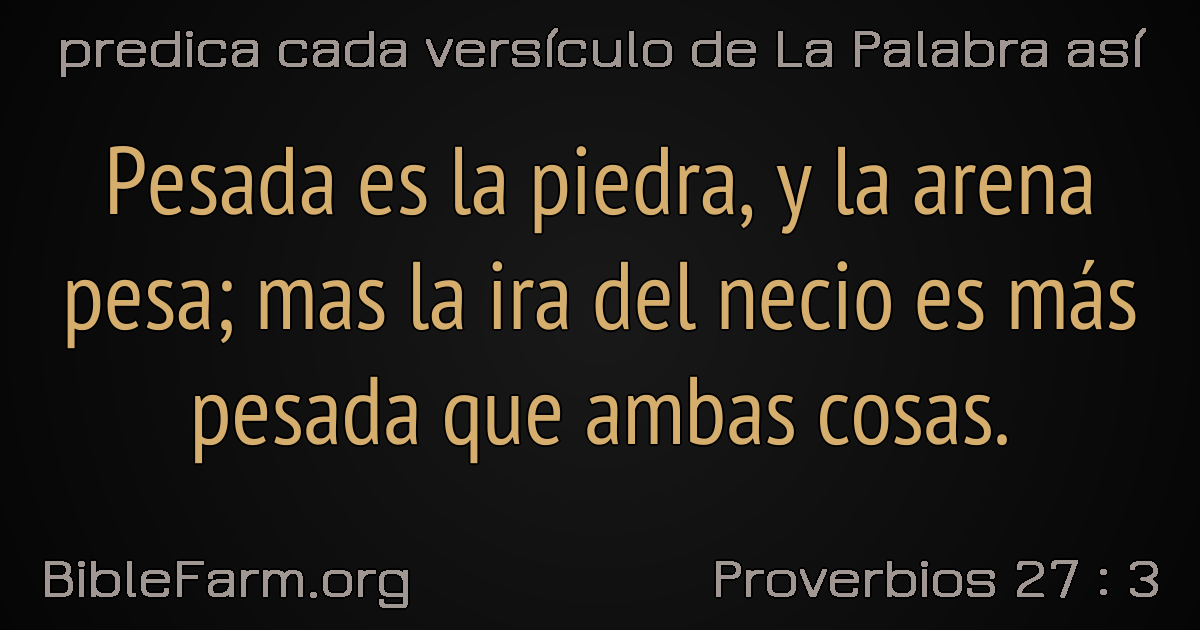 predica cada versículo de La Palabra así
Pesada es la piedra, y la arena
pesa; mas la ira del necio es más
pesada que ambas cosas.
BibleFarm.org
Proverbios 27 : 3